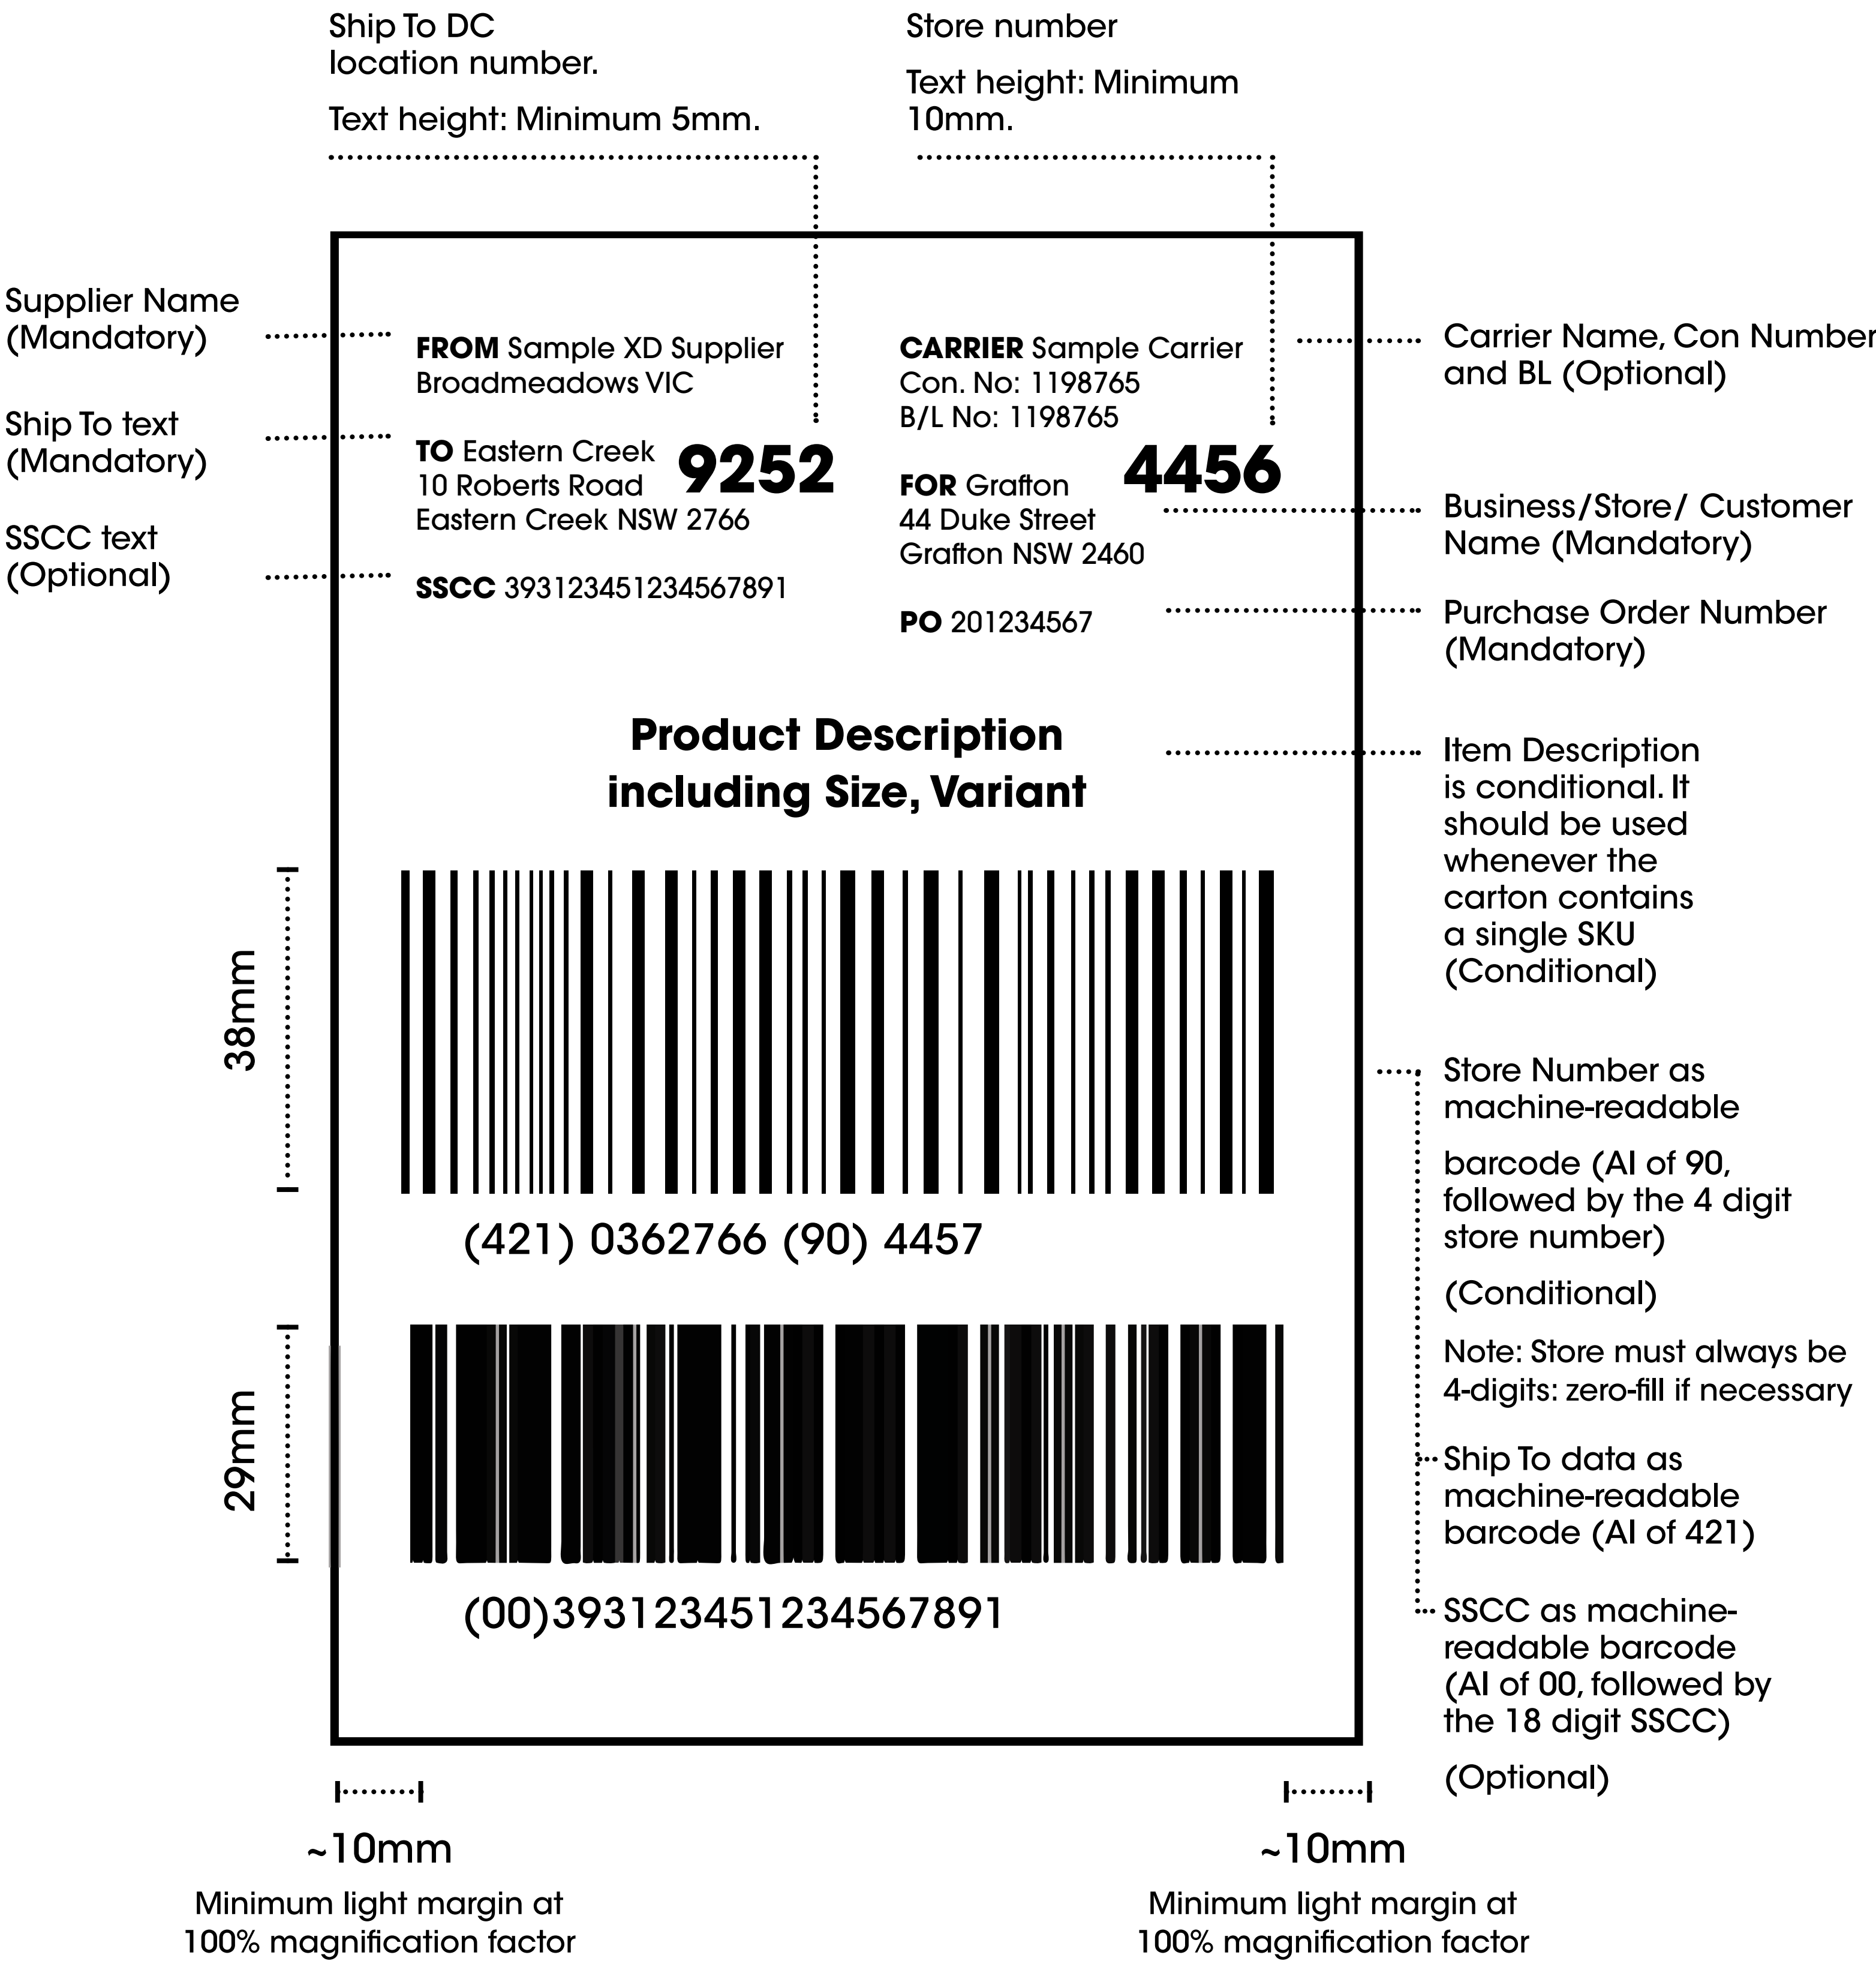 Ship To DC
location number.
Text height: Minimum 5mm.
Store number
Text height: Minimum
10mm.
Supplier Name
(Mandatory)
Ship To text
(Mandatory)
SSCC text
(Optional)
FROM Sample XD Supplier
Broadmeadows VIC
TO Eastern Creek
10 Roberts Road
Eastern Creek NSW 2766
9252
SSCC 393123451234567891
CARRIER Sample Carrier
Con. No: 1198765
B/L No: 1198765
FOR Grafton
44 Duke Street
Grafton NSW 2460
4456
PO 201234567
Carrier Name, Con Number
and BL (Optional)
Business/Store/ Customer
Name (Mandatory)
Purchase Order Number
(Mandatory)
Product Description
including Size, Variant
Item Description
is conditional. It
should be used
whenever the
carton contains
a single SKU
(Conditional)
38mm
(421) 0362766 (90) 4457
Store Number as
machine-readable
barcode (AI of 90,
followed by the 4 digit
store number)
(Conditional)
Note: Store must always be
4-digits: zero-fill if necessary
29mm
(00)393123451234567891
Ship To data as
machine-readable
barcode (AI of 421)
SSCC as machine-
readable barcode
(AI of 00, followed by
the 18 digit SSCC)
(Optional)
~10mm
Minimum light margin at
100% magnification factor
~10mm
Minimum light margin at
100% magnification factor